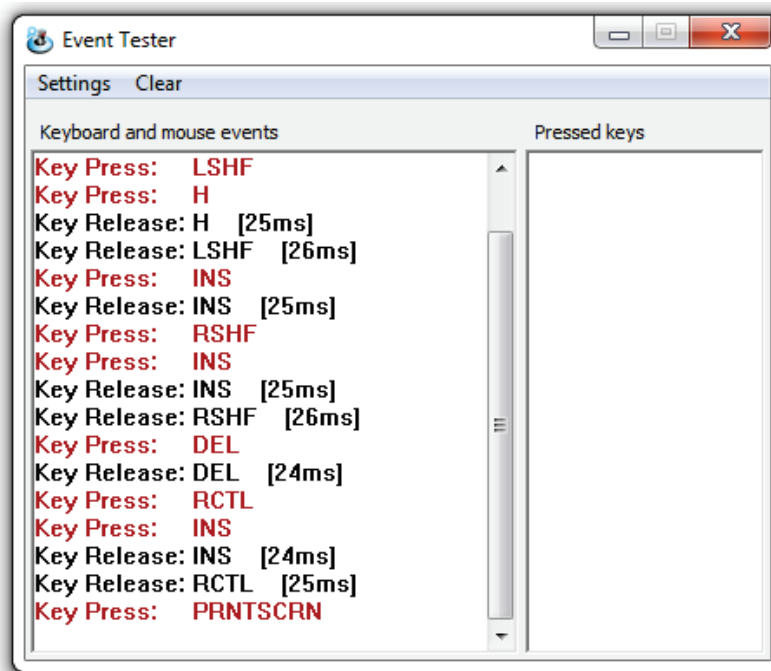 Event Tester
Settings Clear
Keyboard and mouse events
Pressed keys
Key Press: LSHF
Key Press: H
Key Release: H [25ms]
Key Release: LSHF [26ms]
Key Press: INS
Key Release: INS [25ms]
Key Press: RSHF
Key Press: INS
Key Release: INS [25ms]
Key Release: RSHF [26ms]
Key Press: DEL
Key Release: DEL [24ms]
Key Press: RCTL
Key Press: INS
Key Release: INS [24ms]
Key Release: RCTL [25ms]
Key Press: PRNTSCRN